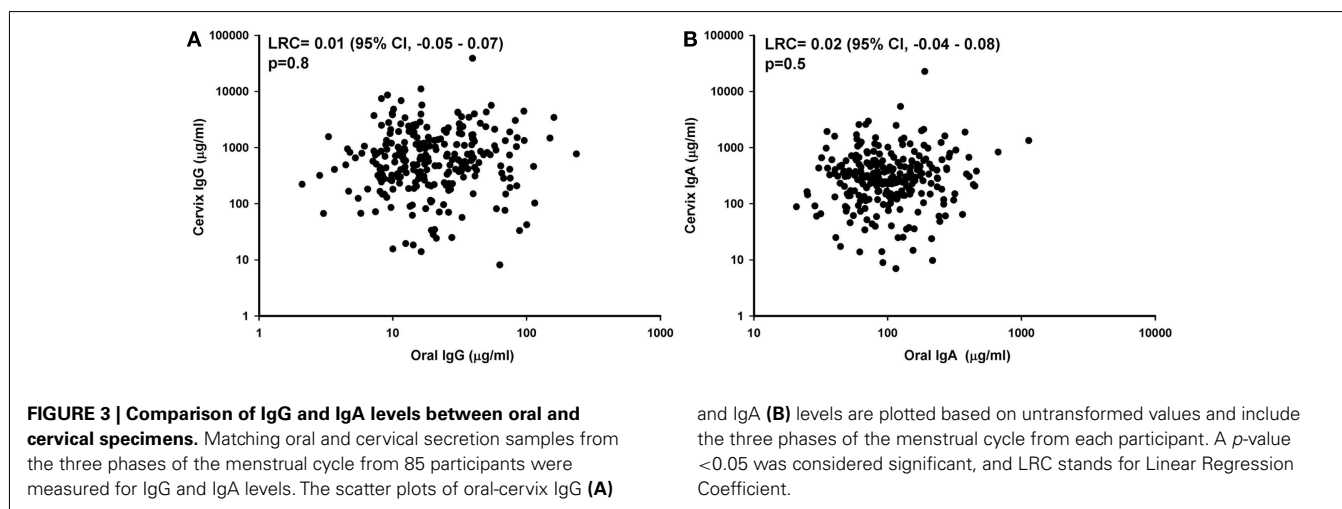 A
LRC= 0.01 (95% CI, -0.05 - 0.07)
p=0.8
100000
10000
1000
100
10
1
Cervix IgG (µg/ml)
1
10
100
1000
Oral IgG (µg/ml)
B
LRC= 0.02 (95% CI, -0.04 - 0.08)
p=0.5
100000
10000
1000
100
10
1
Cervix IgA (µg/ml)
10
100
1000
10000
Oral IgA (µg/ml)
FIGURE 3 | Comparison of IgG and IgA levels between oral and
cervical specimens. Matching oral and cervical secretion samples from
the three phases of the menstrual cycle from 85 participants were
measured for IgG and IgA levels. The scatter plots of oral-cervix IgG (A)
and IgA (B) levels are plotted based on untransformed values and include
the three phases of the menstrual cycle from each participant. A p-value
<0.05 was considered significant, and LRC stands for Linear Regression
Coefficient.